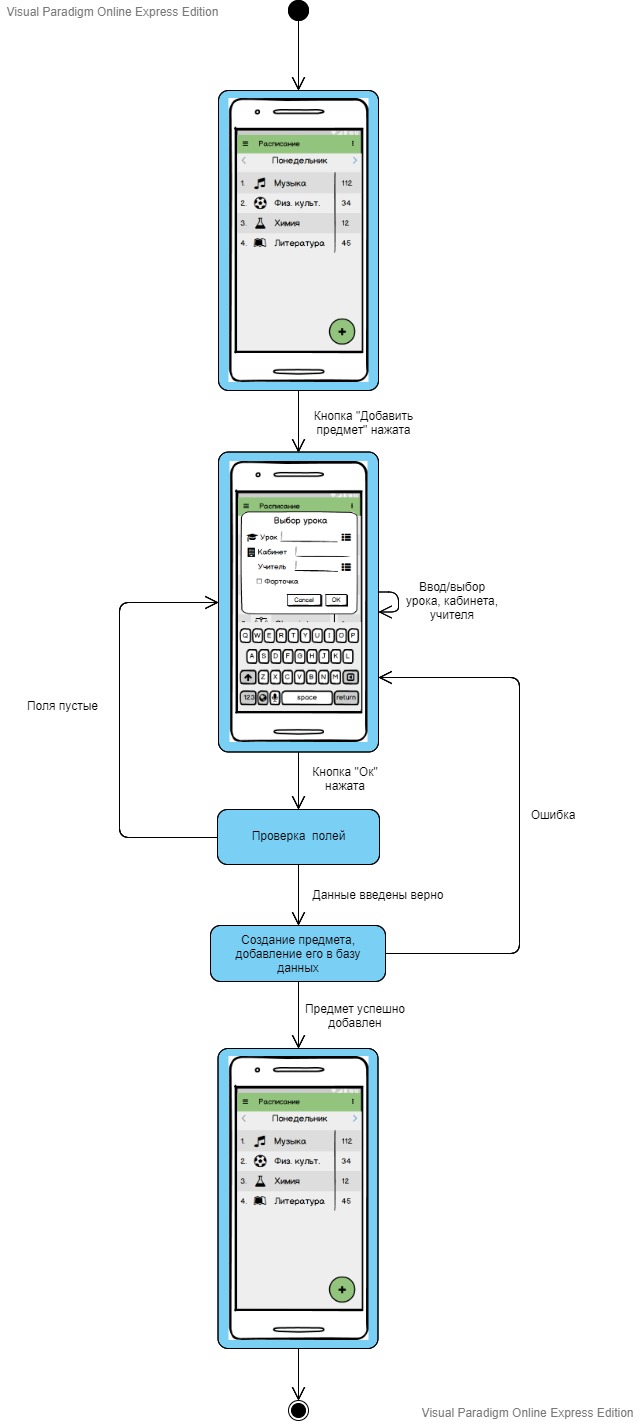 Visual Paradigm Online Express Edition
Расписание
Понедельник
1. Музыка 112
2. Физ. культ. 34
3. Химия 12
4. Литература 45
Кнопка "Добавить
предмет" нажата
Расписание
Выбор урока
Урок
Кабинет
Учитель
Форточка
Cancel OK
Q W E R T Y U I O P
A S D F G H J K L
Z X C V B N M
123 space return
Ввод/выбор
урока, кабинета,
учителя
Поля пустые
Кнопка "Ок"
нажата
Проверка полей
Ошибка
Данные введены верно
Создание предмета,
добавление его в базу
данных
Предмет успешно
добавлен
Расписание
Понедельник
1. Музыка 112
2. Физ. культ. 34
3. Химия 12
4. Литература 45
Visual Paradigm Online Express Edition